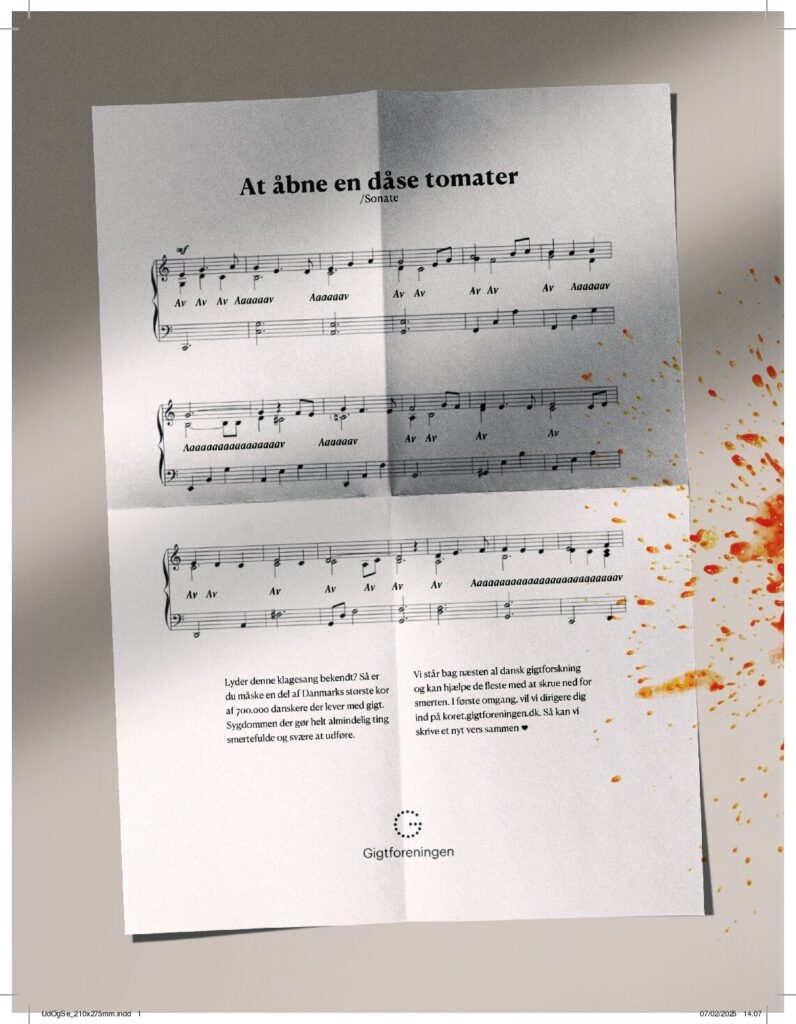 At åbne en dåse tomater
/Sonate
mf
Av Av Av Aaaaaav Aaaaaav Av Av Av Av Av Aaaaaav
Aaaaaaaaaaaaaaaav Aaaaaav Av Av Av Av
Av Av Av Av Av Av Av Aaaaaaaaaaaaaaaaaaaaaaaaav
Lyder denne klagesang bekendt? Så er
du måske en del af Danmarks største kor
af 700.000 danskere der lever med gigt.
Sygdommen der gør helt almindelig ting
smertefulde og svære at udføre.
Vi står bag næsten al dansk gigtforskning
og kan hjælpe de fleste med at skrue ned for
smerten. I første omgang, vil vi dirigere dig
ind på koret.gigtforeningen.dk. Så kan vi
skrive et nyt vers sammen ♥
G
Gigtforeningen
UdOgSe_210x275mm.indd 1
07/02/2025 14.07